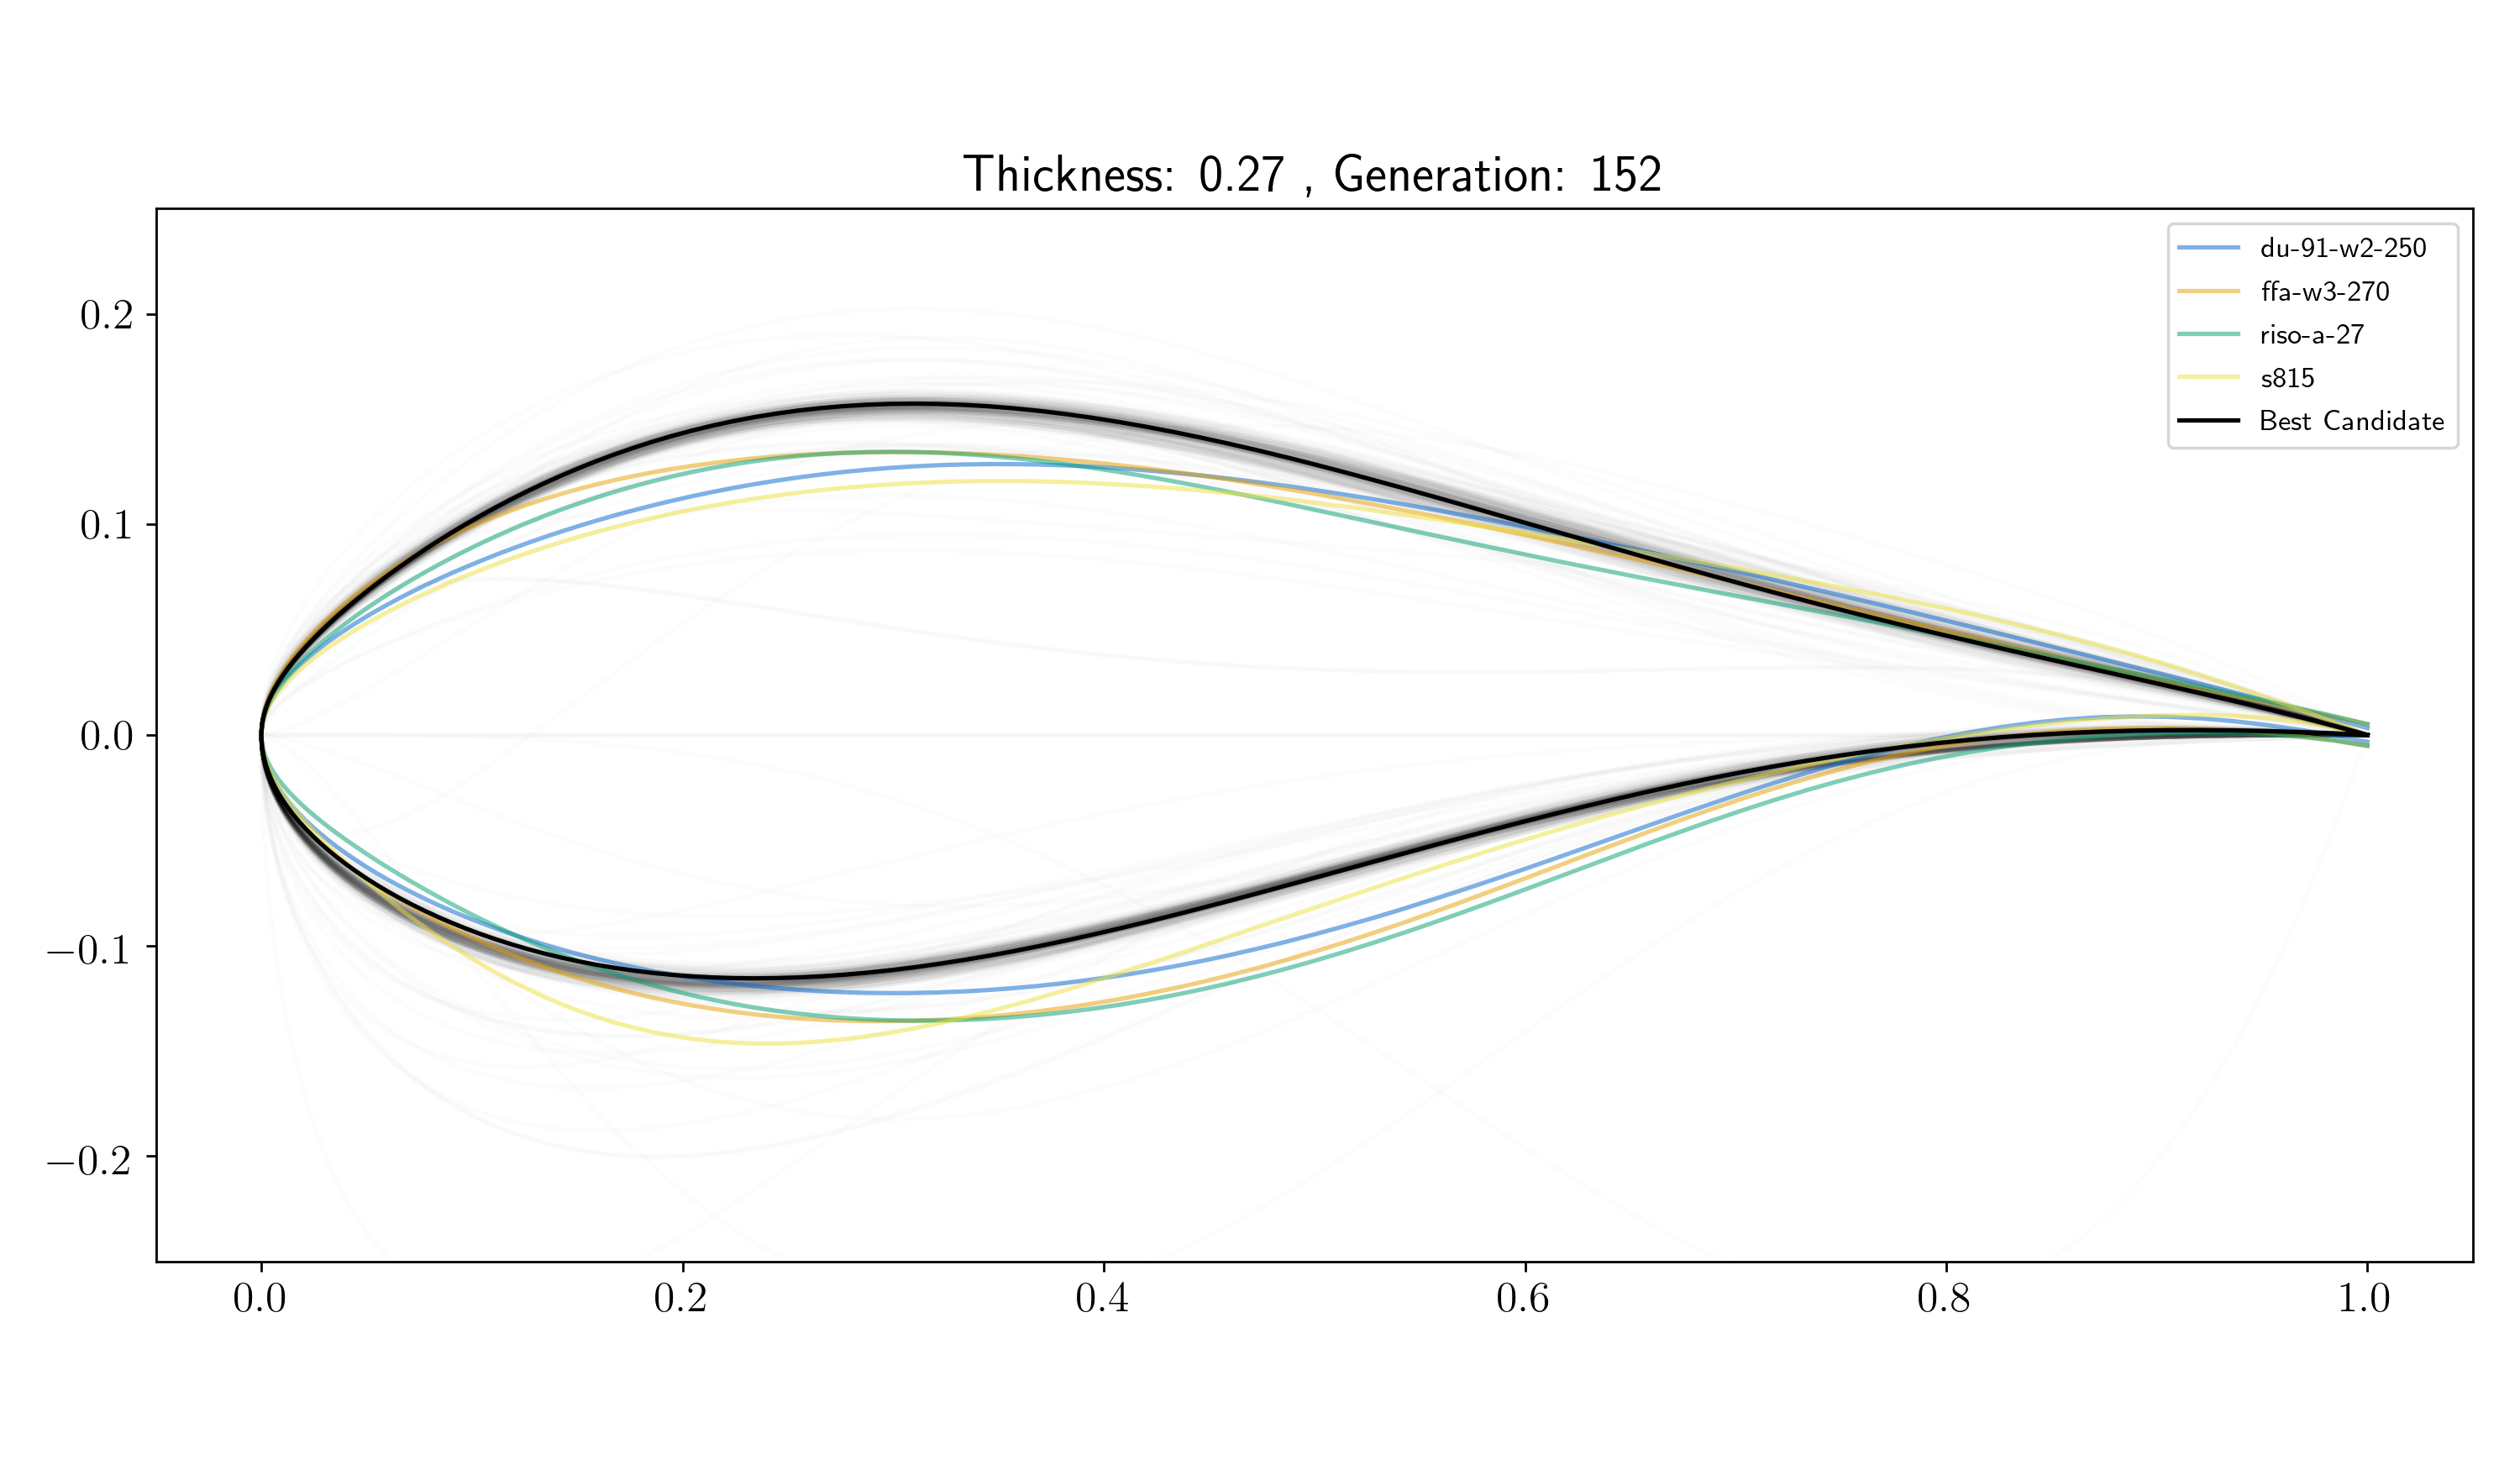 Thickness: 0.27 , Generation: 152
du-91-w2-250
ffa-w3-270
riso-a-27
s815
Best Candidate
0.2
0.1
0.0
−0.1
−0.2
0.0 0.2 0.4 0.6 0.8 1.0